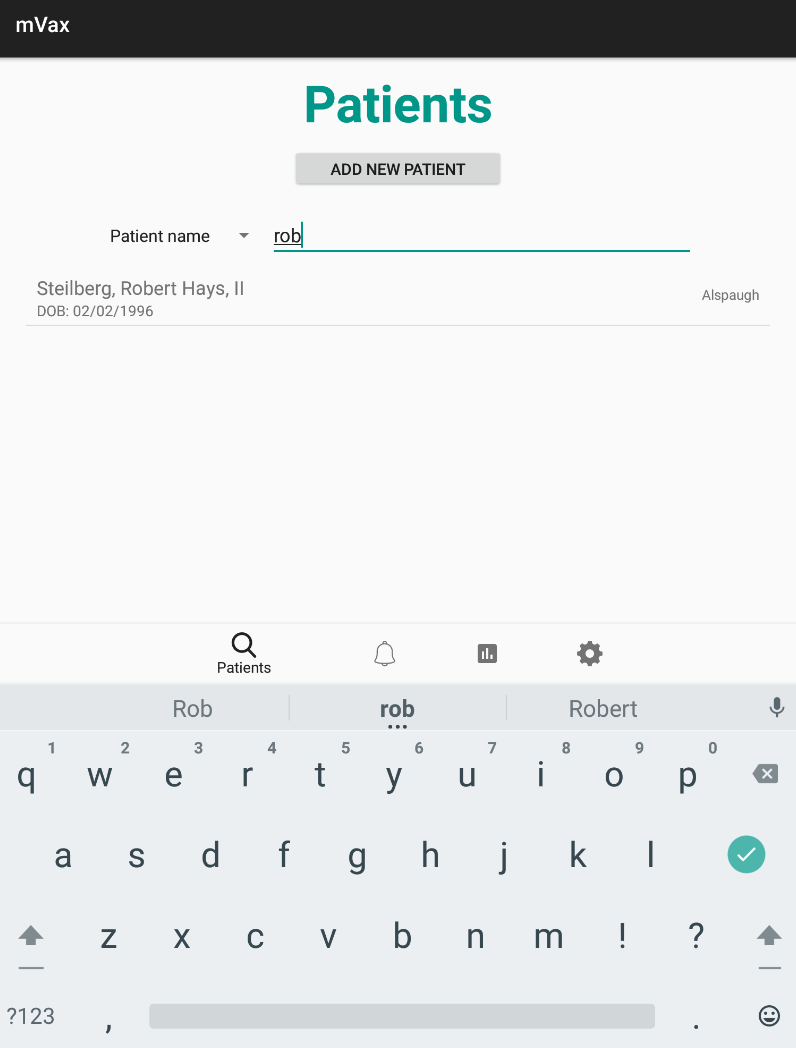 mVax
Patients
ADD NEW PATIENT
Patient name rob
Steilberg, Robert Hays, II
DOB: 02/02/1996
Alspaugh
Patients
Rob rob Robert
1 2 3 4 5 6 7 8 9 0
q w e r t y u i o p
a s d f g h j k l
z x c v b n m ! ?
?123 , .